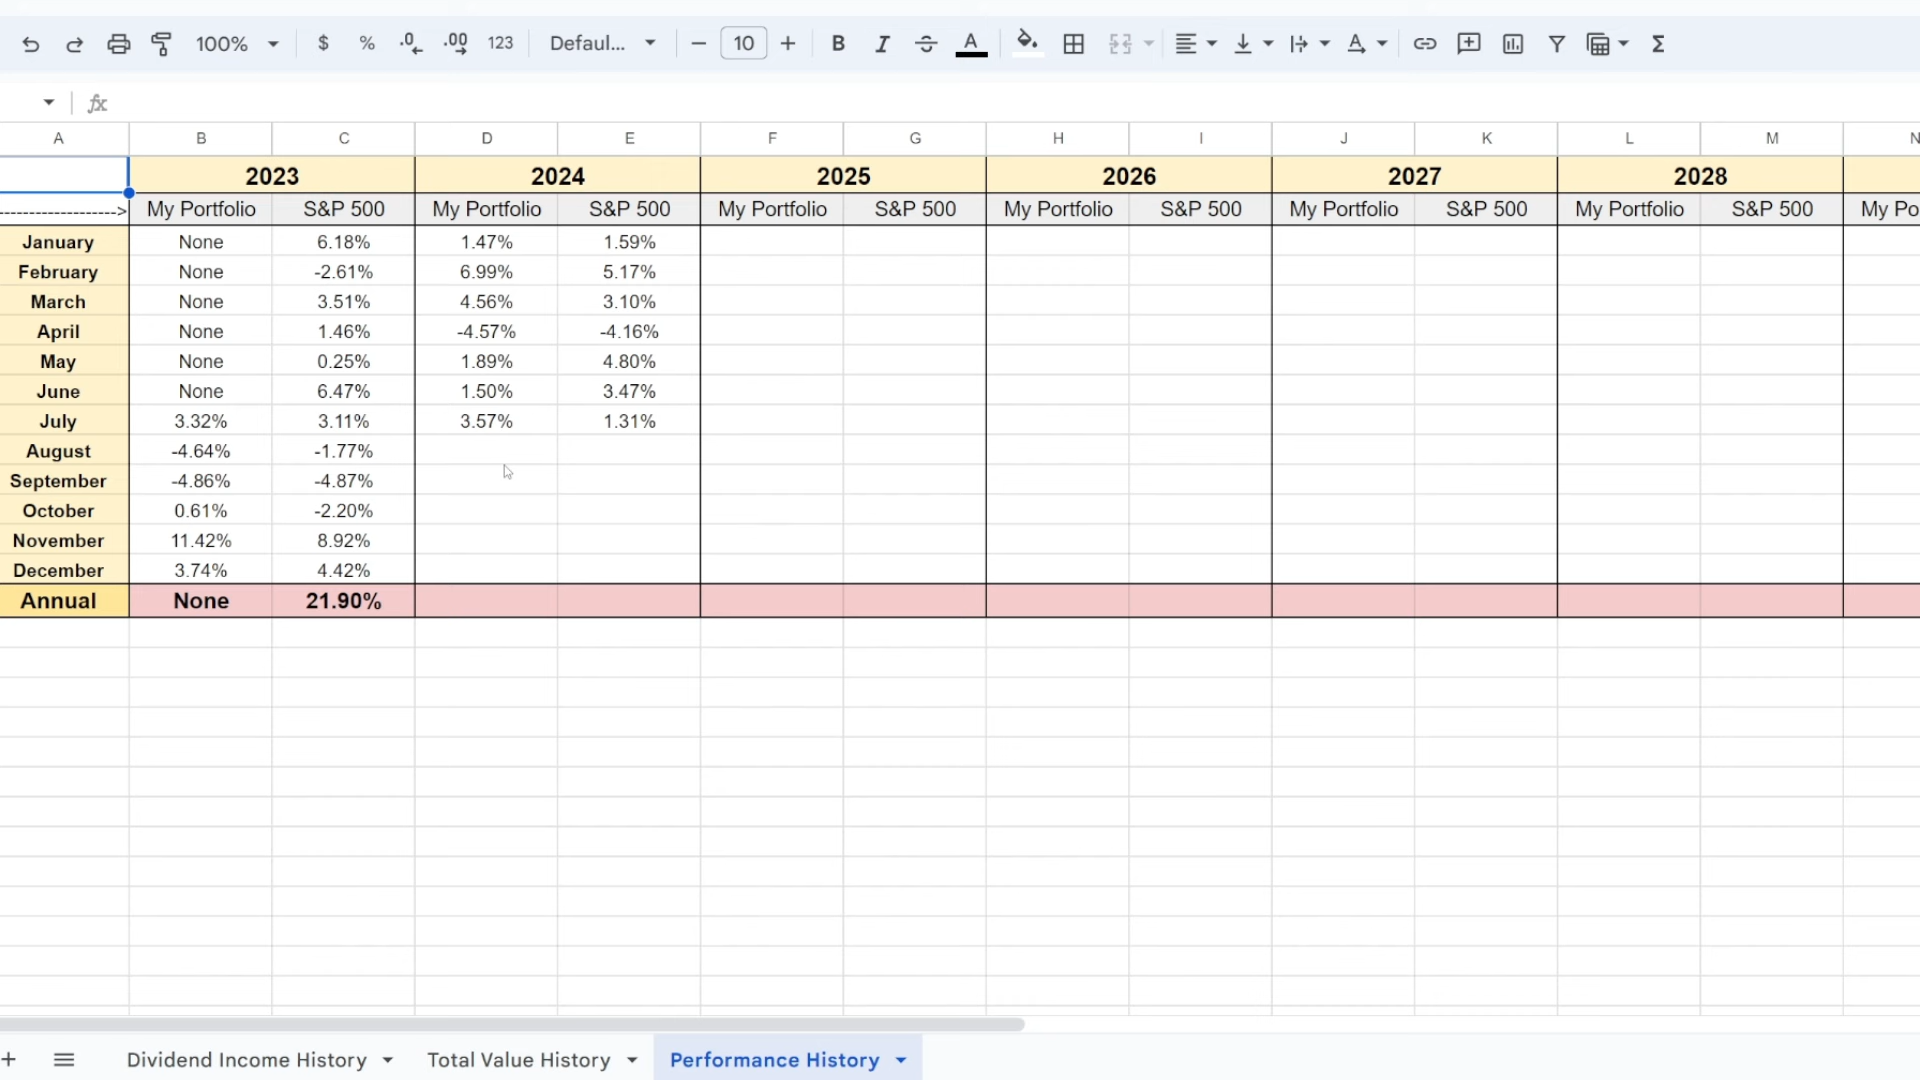 100% $ % .0 .00 123 Defaul... − 10 + B I A
fx
A B C D E F G H I J K L M N
2023 2024 2025 2026 2027 2028
-----------------> My Portfolio S&P 500 My Portfolio S&P 500 My Portfolio S&P 500 My Portfolio S&P 500 My Portfolio S&P 500 My Portfolio S&P 500 My Po
January None 6.18% 1.47% 1.59%
February None -2.61% 6.99% 5.17%
March None 3.51% 4.56% 3.10%
April None 1.46% -4.57% -4.16%
May None 0.25% 1.89% 4.80%
June None 6.47% 1.50% 3.47%
July 3.32% 3.11% 3.57% 1.31%
August -4.64% -1.77%
September -4.86% -4.87%
October 0.61% -2.20%
November 11.42% 8.92%
December 3.74% 4.42%
Annual None 21.90%
+ Dividend Income History Total Value History Performance History